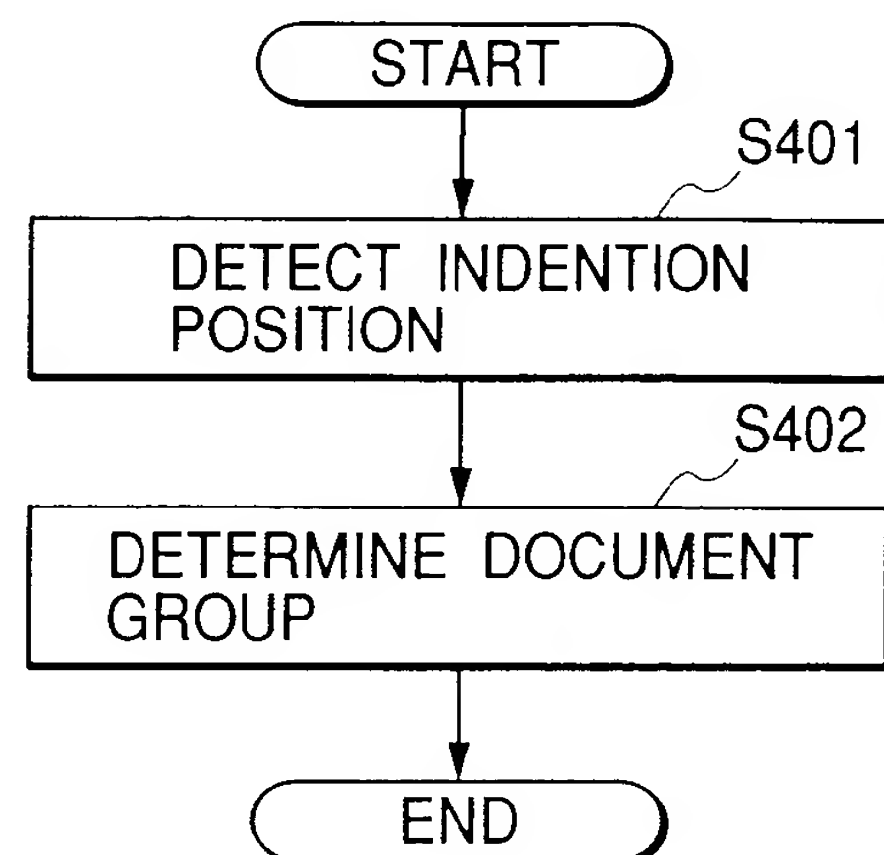 START
S401
DETECT INDENTION
POSITION
S402
DETERMINE DOCUMENT
GROUP
END